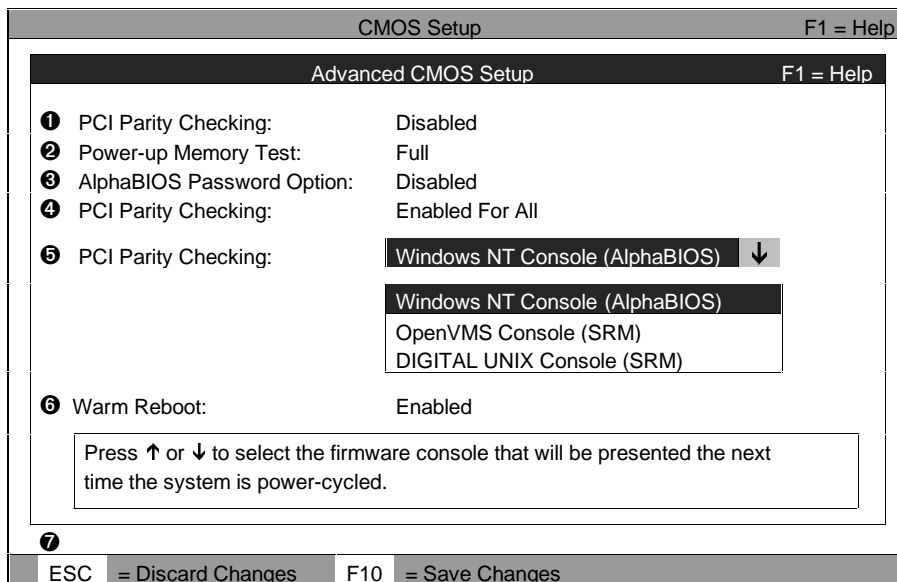 CMOS Setup F1 = Help
Advanced CMOS Setup F1 = Help
❶ PCI Parity Checking: Disabled
❷ Power-up Memory Test: Full
❸ AlphaBIOS Password Option: Disabled
❹ PCI Parity Checking: Enabled For All
❺ PCI Parity Checking: Windows NT Console (AlphaBIOS) ↓
Windows NT Console (AlphaBIOS)
OpenVMS Console (SRM)
DIGITAL UNIX Console (SRM)
❻ Warm Reboot: Enabled
Press ↑ or ↓ to select the firmware console that will be presented the next
time the system is power-cycled.
❼
ESC = Discard Changes F10 = Save Changes